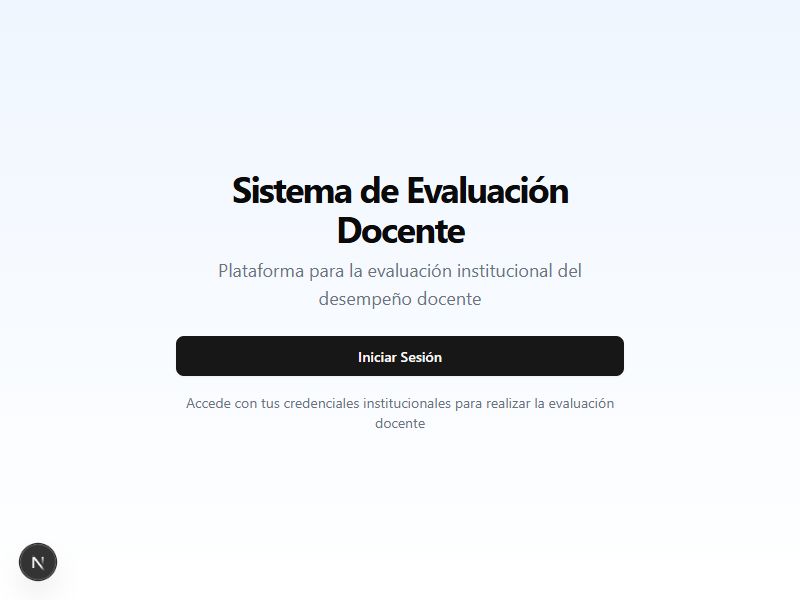 Sistema de Evaluación
Docente
Plataforma para la evaluación institucional del
desempeño docente
Iniciar Sesión
Accede con tus credenciales institucionales para realizar la evaluación
docente
N